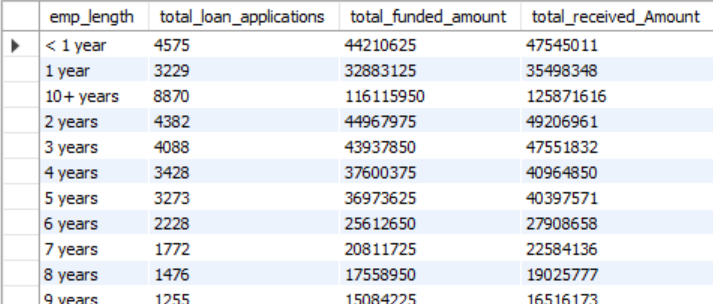 emp_length total_loan_applications total_funded_amount total_received_Amount
< 1 year 4575 44210625 47545011
1 year 3229 32883125 35498348
10+ years 8870 116115950 125871616
2 years 4382 44967975 49206961
3 years 4088 43937850 47551832
4 years 3428 37600375 40964850
5 years 3273 36973625 40397571
6 years 2228 25612650 27908658
7 years 1772 20811725 22584136
8 years 1476 17558950 19025777
9 years 1255 15084225 16516173